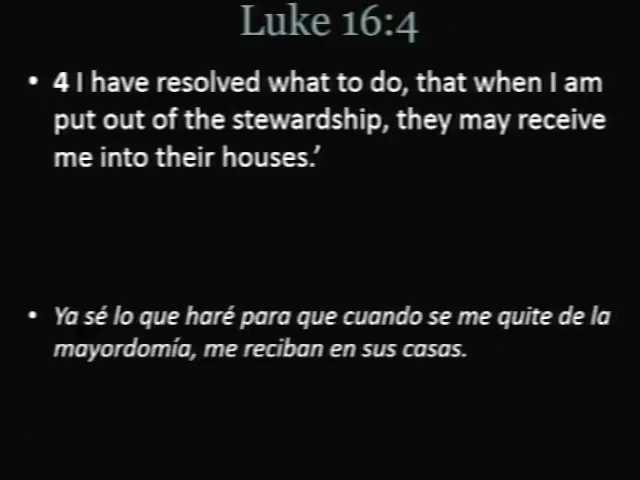 Luke 16:4
• 4 I have resolved what to do, that when I am
put out of the stewardship, they may receive
me into their houses.’
• Ya sé lo que haré para que cuando se me quite de la
mayordomía, me reciban en sus casas.